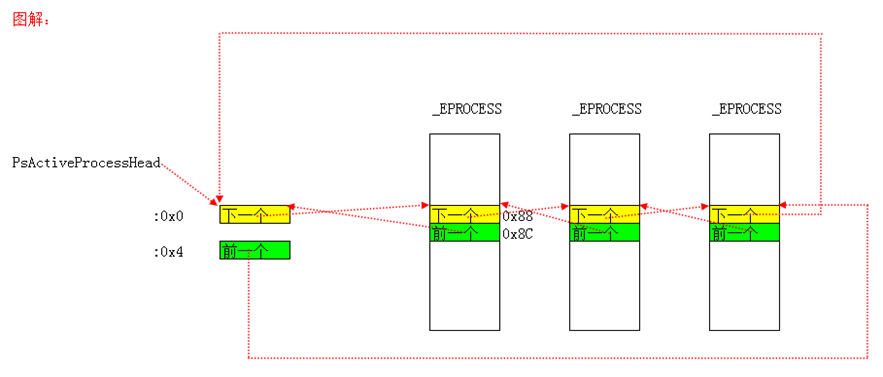 图解：
_EPROCESS _EPROCESS _EPROCESS
PsActiveProcessHead
:0x0 下一个 下一个 0x88 下一个 下一个
前一个 0x8C 前一个 前一个
:0x4 前一个